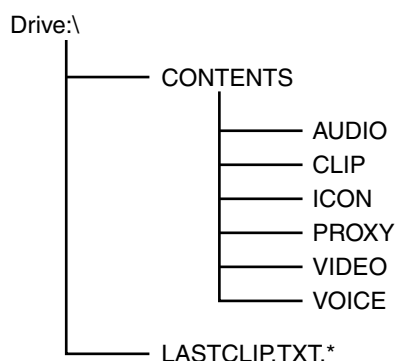 Drive:\
CONTENTS
AUDIO
CLIP
ICON
PROXY
VIDEO
VOICE
LASTCLIP.TXT.*